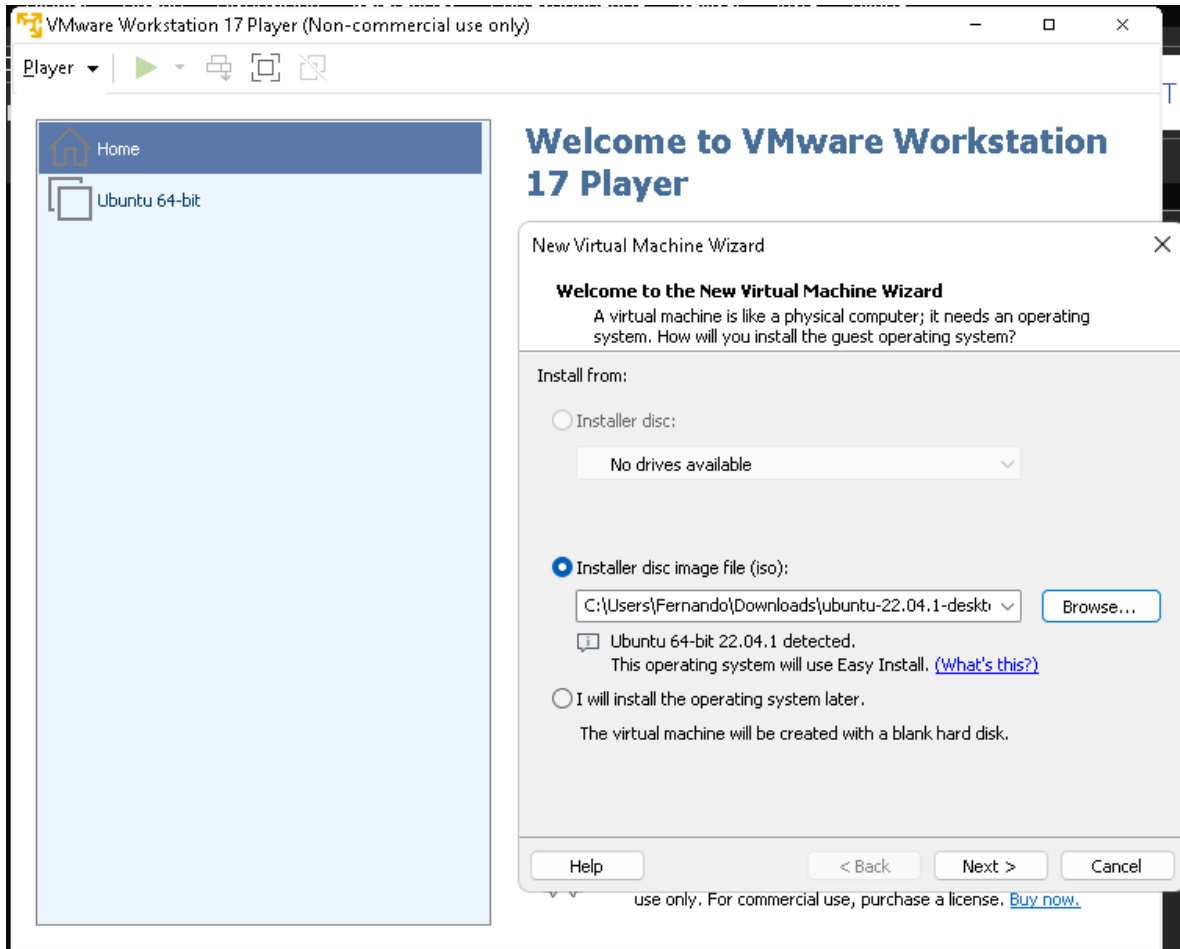 VMware Workstation 17 Player (Non-commercial use only)
Player
Home
Ubuntu 64-bit
Welcome to VMware Workstation
17 Player
New Virtual Machine Wizard
Welcome to the New Virtual Machine Wizard
A virtual machine is like a physical computer; it needs an operating
system. How will you install the guest operating system?
Install from:
Installer disc:
No drives available
Installer disc image file (iso):
C:\Users\Fernando\Downloads\ubuntu-22.04.1-deskt
Browse...
Ubuntu 64-bit 22.04.1 detected.
This operating system will use Easy Install. (What's this?)
I will install the operating system later.
The virtual machine will be created with a blank hard disk.
Help
< Back
Next >
Cancel
use only. For commercial use, purchase a license. Buy now.
T